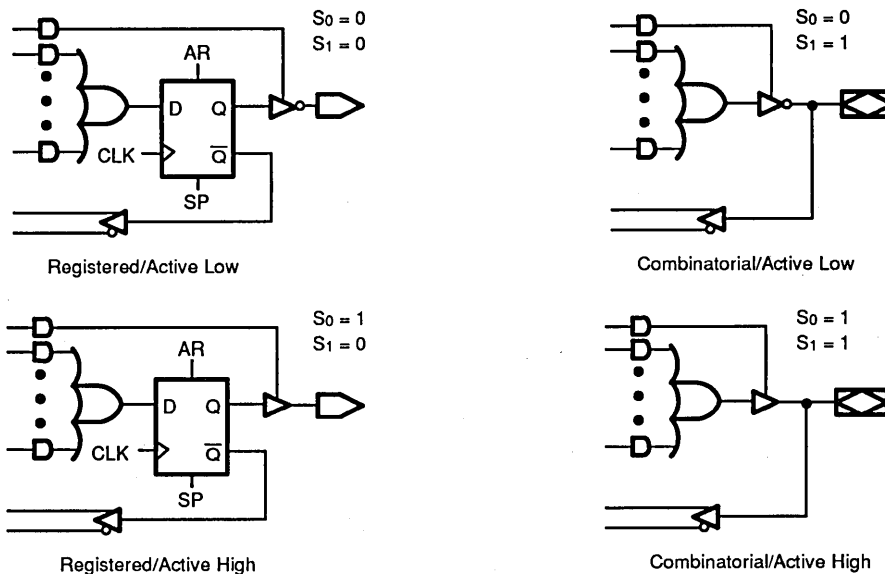 S0 = 0
S1 = 0
AR
D Q
CLK Q̅
SP
Registered/Active Low
S0 = 0
S1 = 1
Combinatorial/Active Low
S0 = 1
S1 = 0
AR
D Q
CLK Q̅
SP
Registered/Active High
S0 = 1
S1 = 1
Combinatorial/Active High